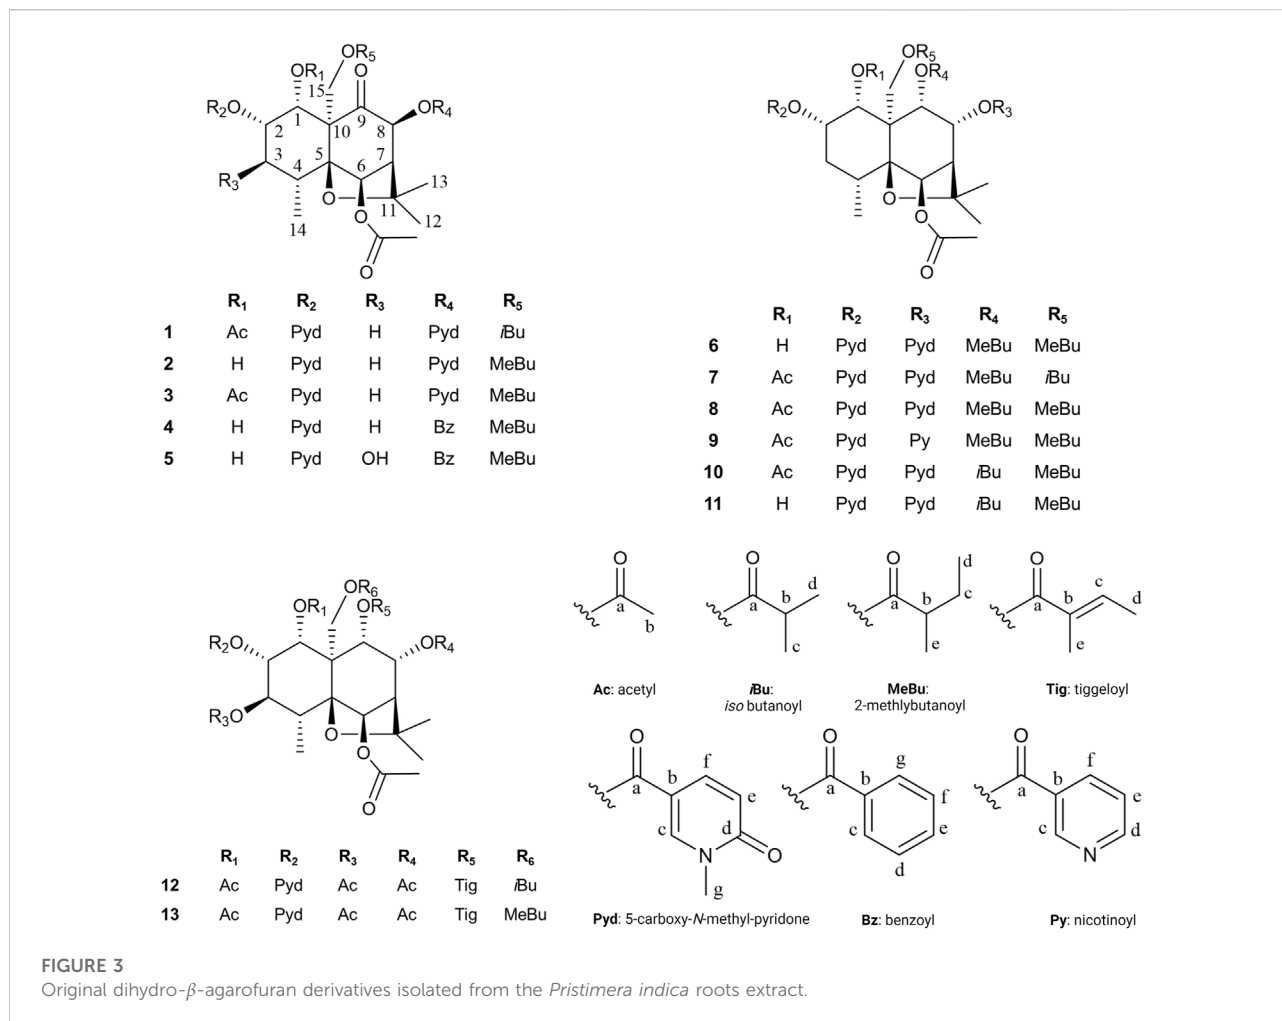 OR5
OR1 O
15
R2O OR4
1 9 8
2 10
3 5 7
4 6
R3 O 13
11
14 O 12
O
R1 R2 R3 R4 R5
1 Ac Pyd H Pyd iBu
2 H Pyd H Pyd MeBu
3 Ac Pyd H Pyd MeBu
4 H Pyd H Bz MeBu
5 H Pyd OH Bz MeBu
OR5
OR1 OR4
R2O OR3
O
O
O
R1 R2 R3 R4 R5
6 H Pyd Pyd MeBu MeBu
7 Ac Pyd Pyd MeBu iBu
8 Ac Pyd Pyd MeBu MeBu
9 Ac Pyd Py MeBu MeBu
10 Ac Pyd Pyd iBu MeBu
11 H Pyd Pyd iBu MeBu
OR6
OR1 OR5
R2O OR4
R3O O
O
O
R1 R2 R3 R4 R5 R6
12 Ac Pyd Ac Ac Tig iBu
13 Ac Pyd Ac Ac Tig MeBu
O
a
b
Ac: acetyl
O
d
b
a
c
iBu:
iso butanoyl
O
d
b c
a
e
MeBu:
2-methlybutanoyl
O
c
b d
a
e
Tig: tiggeloyl
O
f
b
a e
c d
N O
g
Pyd: 5-carboxy-N-methyl-pyridone
O
g
b
a f
c e
d
Bz: benzoyl
O
f
b
a e
c d
N
Py: nicotinoyl
FIGURE 3
Original dihydro-β-agarofuran derivatives isolated from the Pristimera indica roots extract.